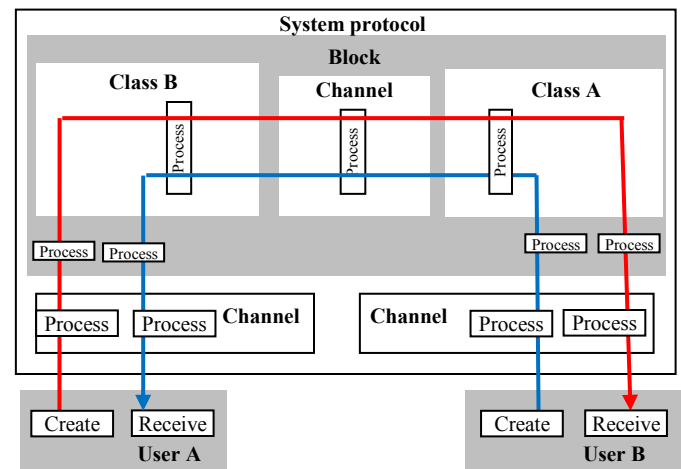 System protocol
Block
Class B
Channel
Class A
Process
Process
Process
Process
Process
Process
Process
Process
Process
Channel
Channel
Process
Process
Create
Receive
Create
Receive
User A
User B